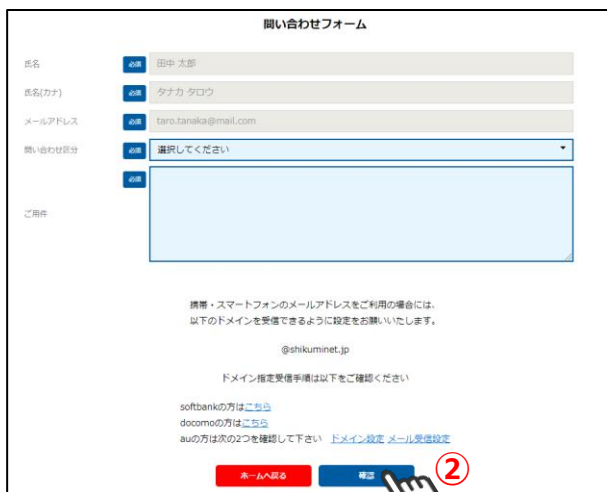 問い合わせフォーム
氏名 必須 田中 太郎
氏名(カナ) 必須 タナカ タロウ
メールアドレス 必須 taro.tanaka@mail.com
問い合わせ区分 必須 選択してください
必須
ご用件
携帯・スマートフォンのメールアドレスをご利用の場合には、
以下のドメインを受信できるように設定をお願いいたします。
@shikuminet.jp
ドメイン指定受信手順は以下をご確認ください
softbankの方はこちら
docomoの方はこちら
auの方は次の2つを確認して下さい ドメイン設定 メール受信設定
ホームへ戻る 確認 ②